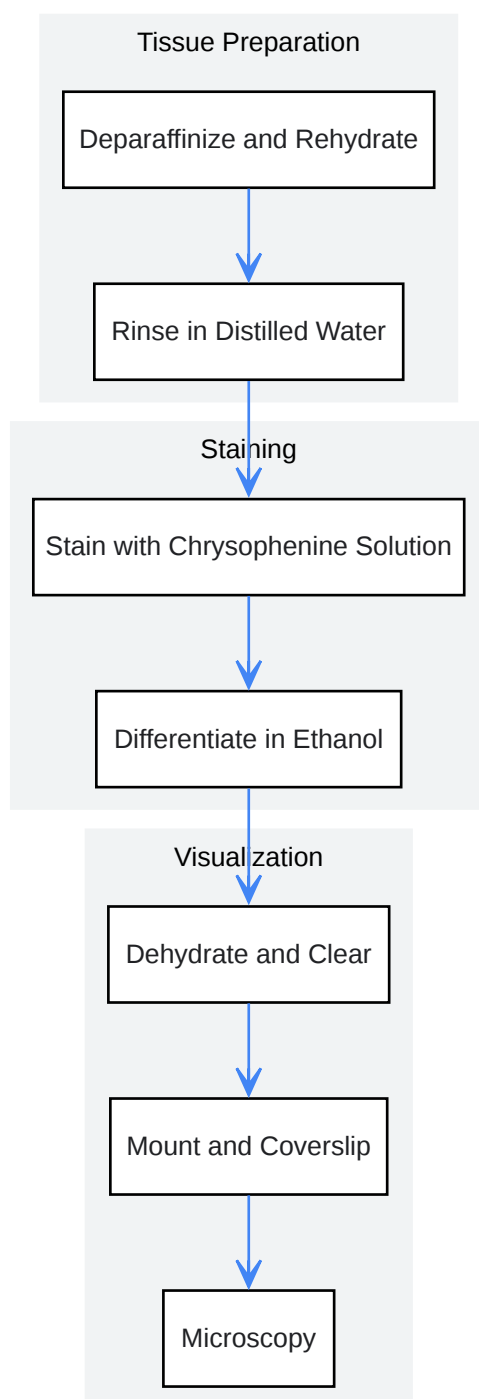 Tissue Preparation
Deparaffinize and Rehydrate
Rinse in Distilled Water
Staining
Stain with Chrysophenine Solution
Differentiate in Ethanol
Visualization
Dehydrate and Clear
Mount and Coverslip
Microscopy